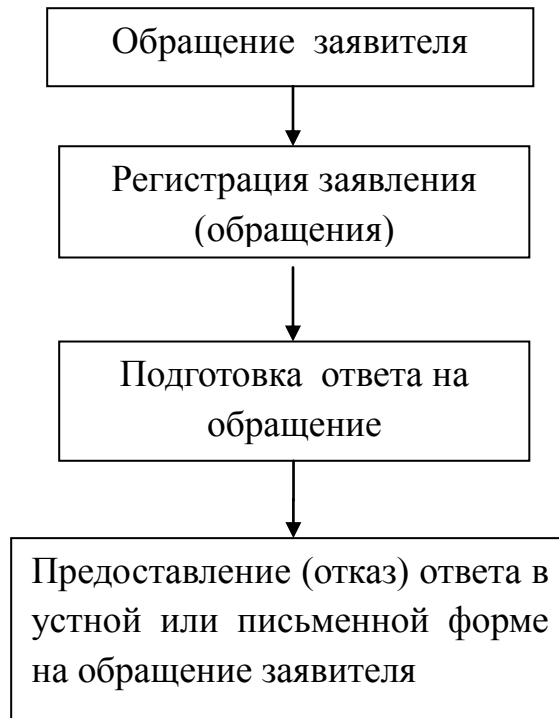 Обращение заявителя
Регистрация заявления
(обращения)
Подготовка ответа на
обращение
Предоставление (отказ) ответа в
устной или письменной форме
на обращение заявителя